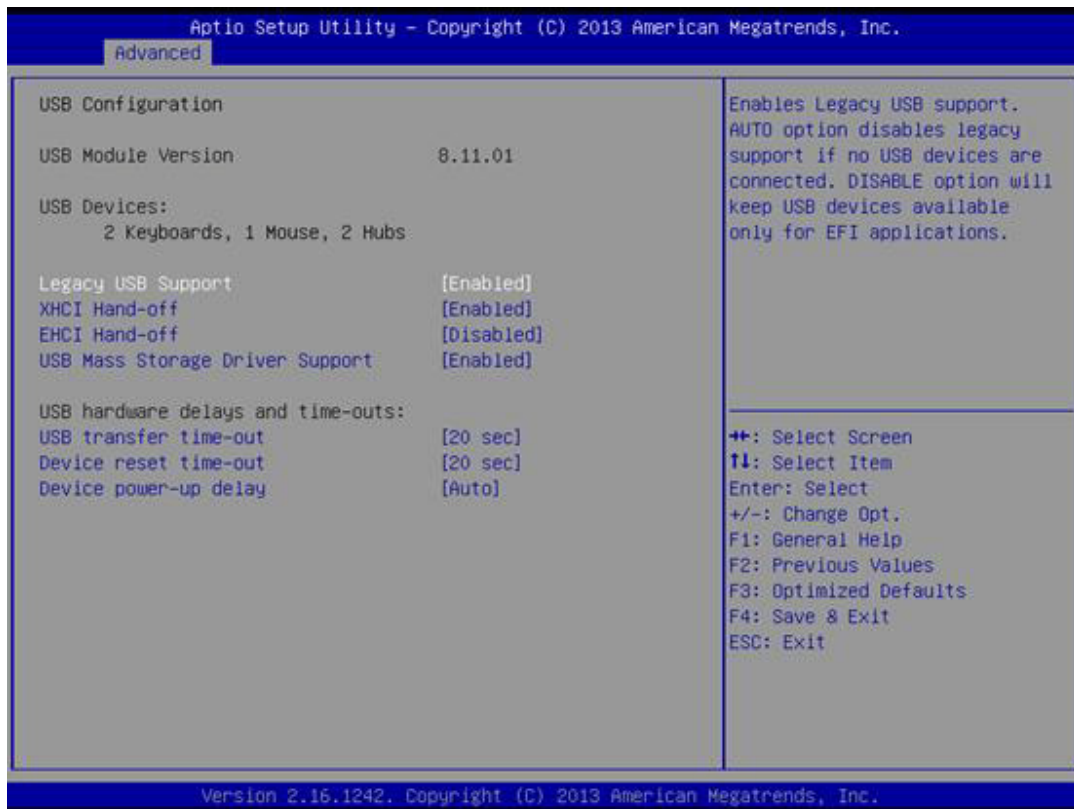 Aptio Setup Utility – Copyright (C) 2013 American Megatrends, Inc.
Advanced
USB Configuration
USB Module Version 8.11.01
USB Devices:
2 Keyboards, 1 Mouse, 2 Hubs
Legacy USB Support [Enabled]
XHCI Hand-off [Enabled]
EHCI Hand-off [Disabled]
USB Mass Storage Driver Support [Enabled]
USB hardware delays and time-outs:
USB transfer time-out [20 sec]
Device reset time-out [20 sec]
Device power-up delay [Auto]
Enables Legacy USB support.
AUTO option disables legacy
support if no USB devices are
connected. DISABLE option will
keep USB devices available
only for EFI applications.
→←: Select Screen
↑↓: Select Item
Enter: Select
+/-: Change Opt.
F1: General Help
F2: Previous Values
F3: Optimized Defaults
F4: Save & Exit
ESC: Exit
Version 2.16.1242. Copyright (C) 2013 American Megatrends, Inc.